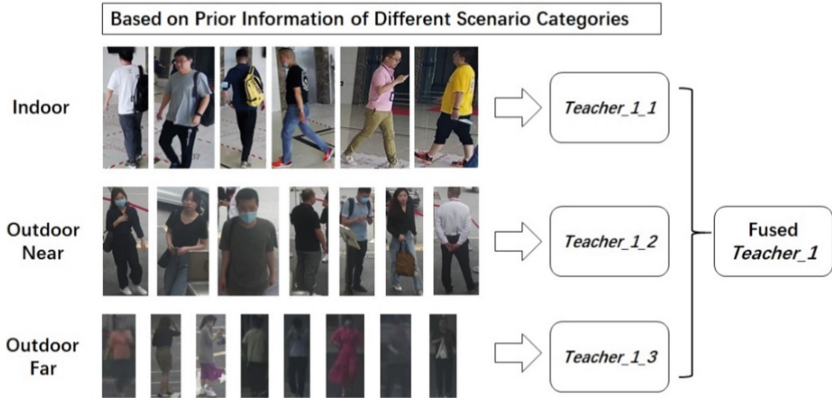 Based on Prior Information of Different Scenario Categories
Indoor
Teacher_1_1
Outdoor
Near
Teacher_1_2
Fused
Teacher_1
Outdoor
Far
Teacher_1_3